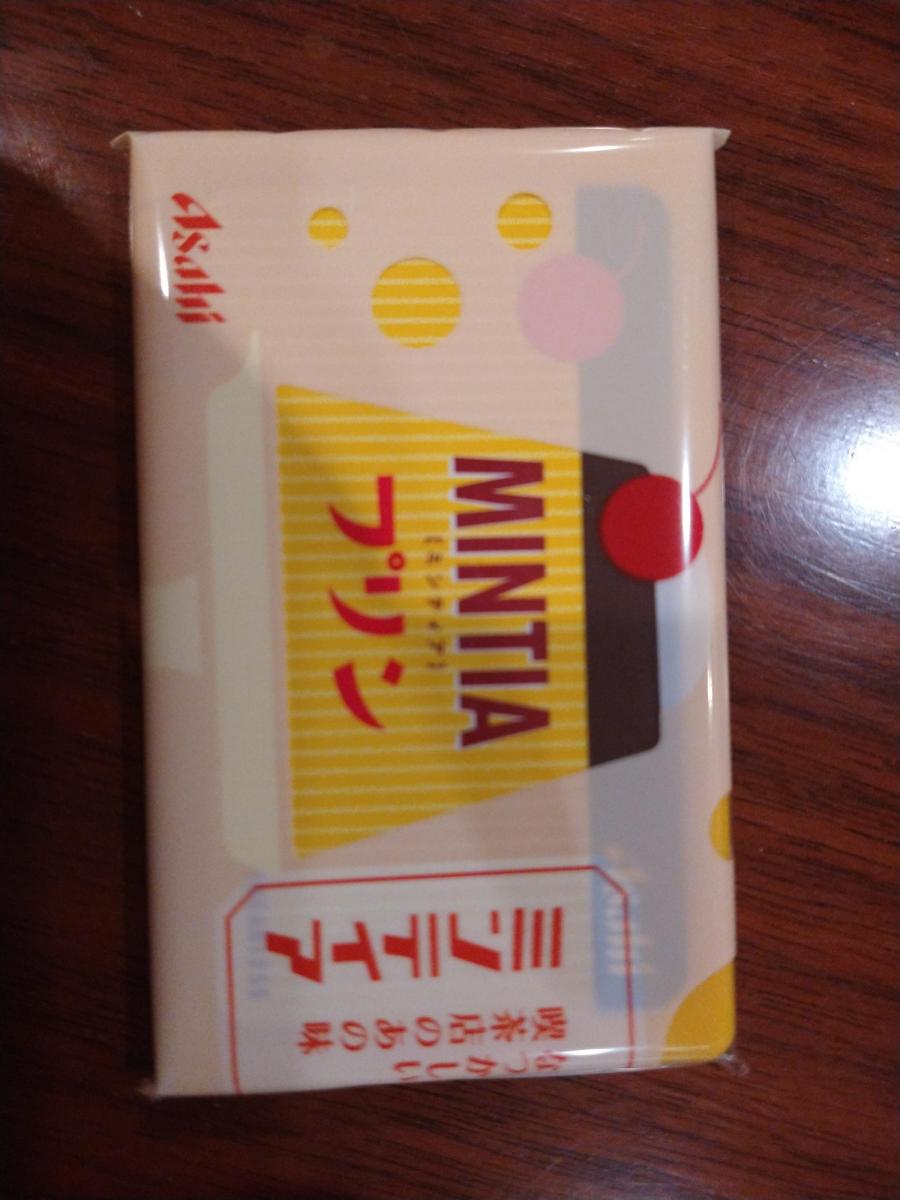 Asahi
MINTIA
[ミンティア]
プリン
ミンティア
なつかしい
喫茶店のあの味